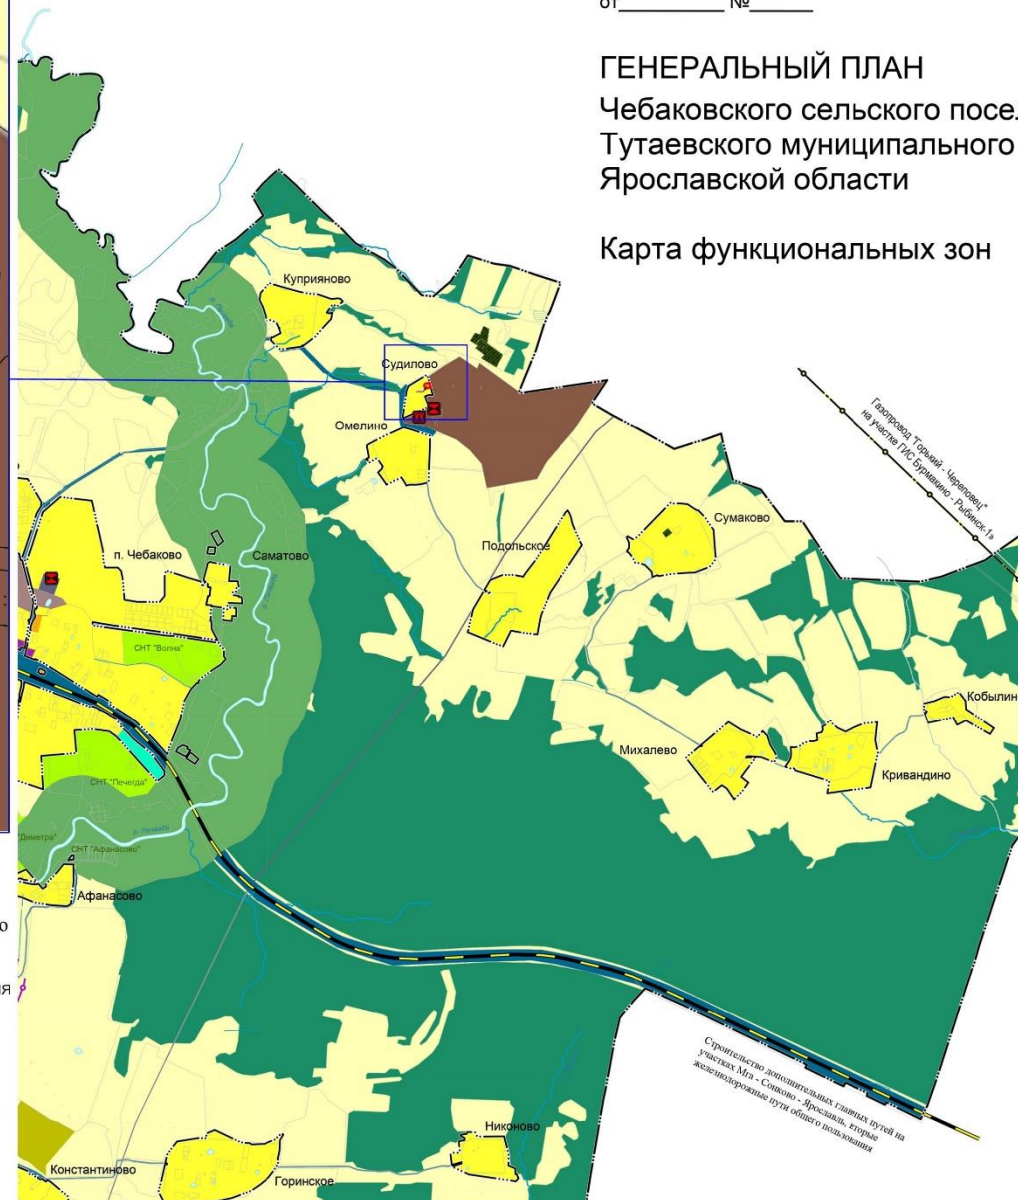 от__________ №______
ГЕНЕРАЛЬНЫЙ ПЛАН
Чебаковского сельского посе
Тутаевского муниципального
Ярославской области
Карта функциональных зон
Куприяново
р. Печегда
Судилово
Омелино
Газопровод "Горький - Череповец"
на участке ГИС Бурмакино - Рыбинск-1»
Сумаково
Подольское
п. Чебаково
Саматово
СНТ "Волна"
Кобылин
Михалево
Кривандино
СНТ "Печегда"
"Деметра"
СНТ "Афанасово"
Афанасово
о
ия
Строительство дополнительных главных путей на
участках Мга - Сонково - Ярославль, вторые
железнодорожные пути общего пользования
Никоново
Константиново
Горинское